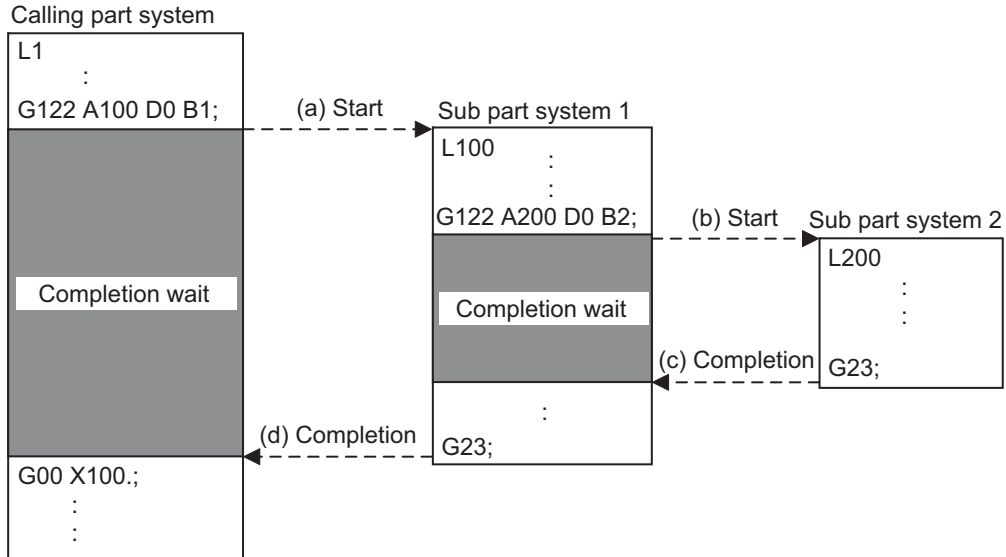 Calling part system
L1
:
G122 A100 D0 B1;
(a) Start
Sub part system 1
L100
:
:
G122 A200 D0 B2;
(b) Start
Sub part system 2
L200
:
:
G23;
Completion wait
Completion wait
(c) Completion
:
G23;
(d) Completion
G00 X100.;
:
: